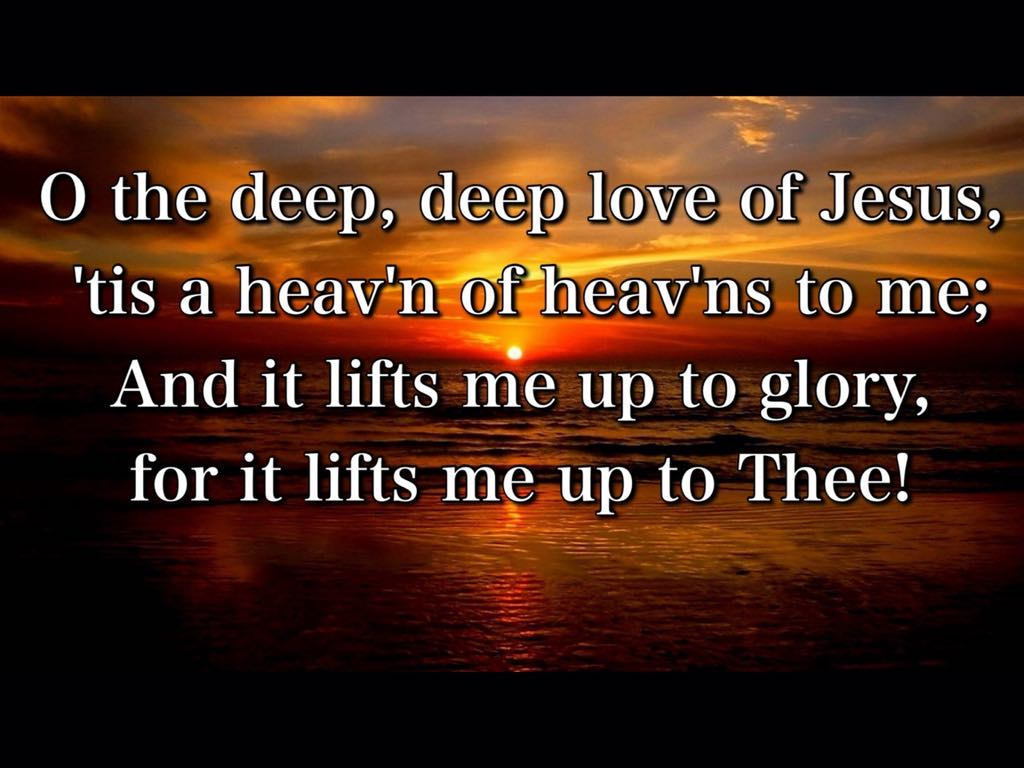 O the deep, deep love of Jesus,
'tis a heav'n of heav'ns to me;
And it lifts me up to glory,
for it lifts me up to Thee!